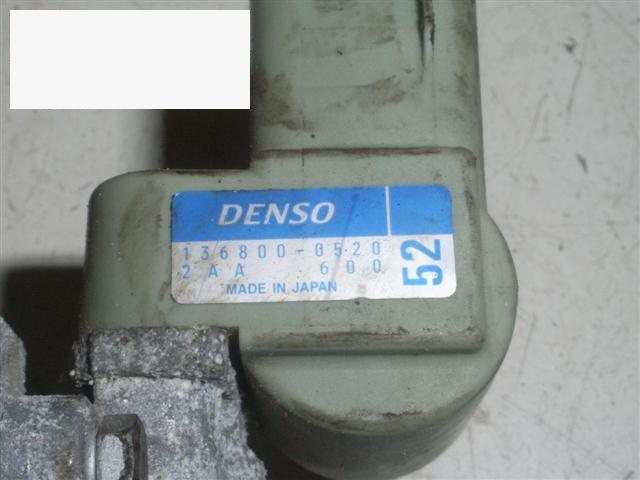 DENSO
136800-0520
2AA 600
52
MADE IN JAPAN